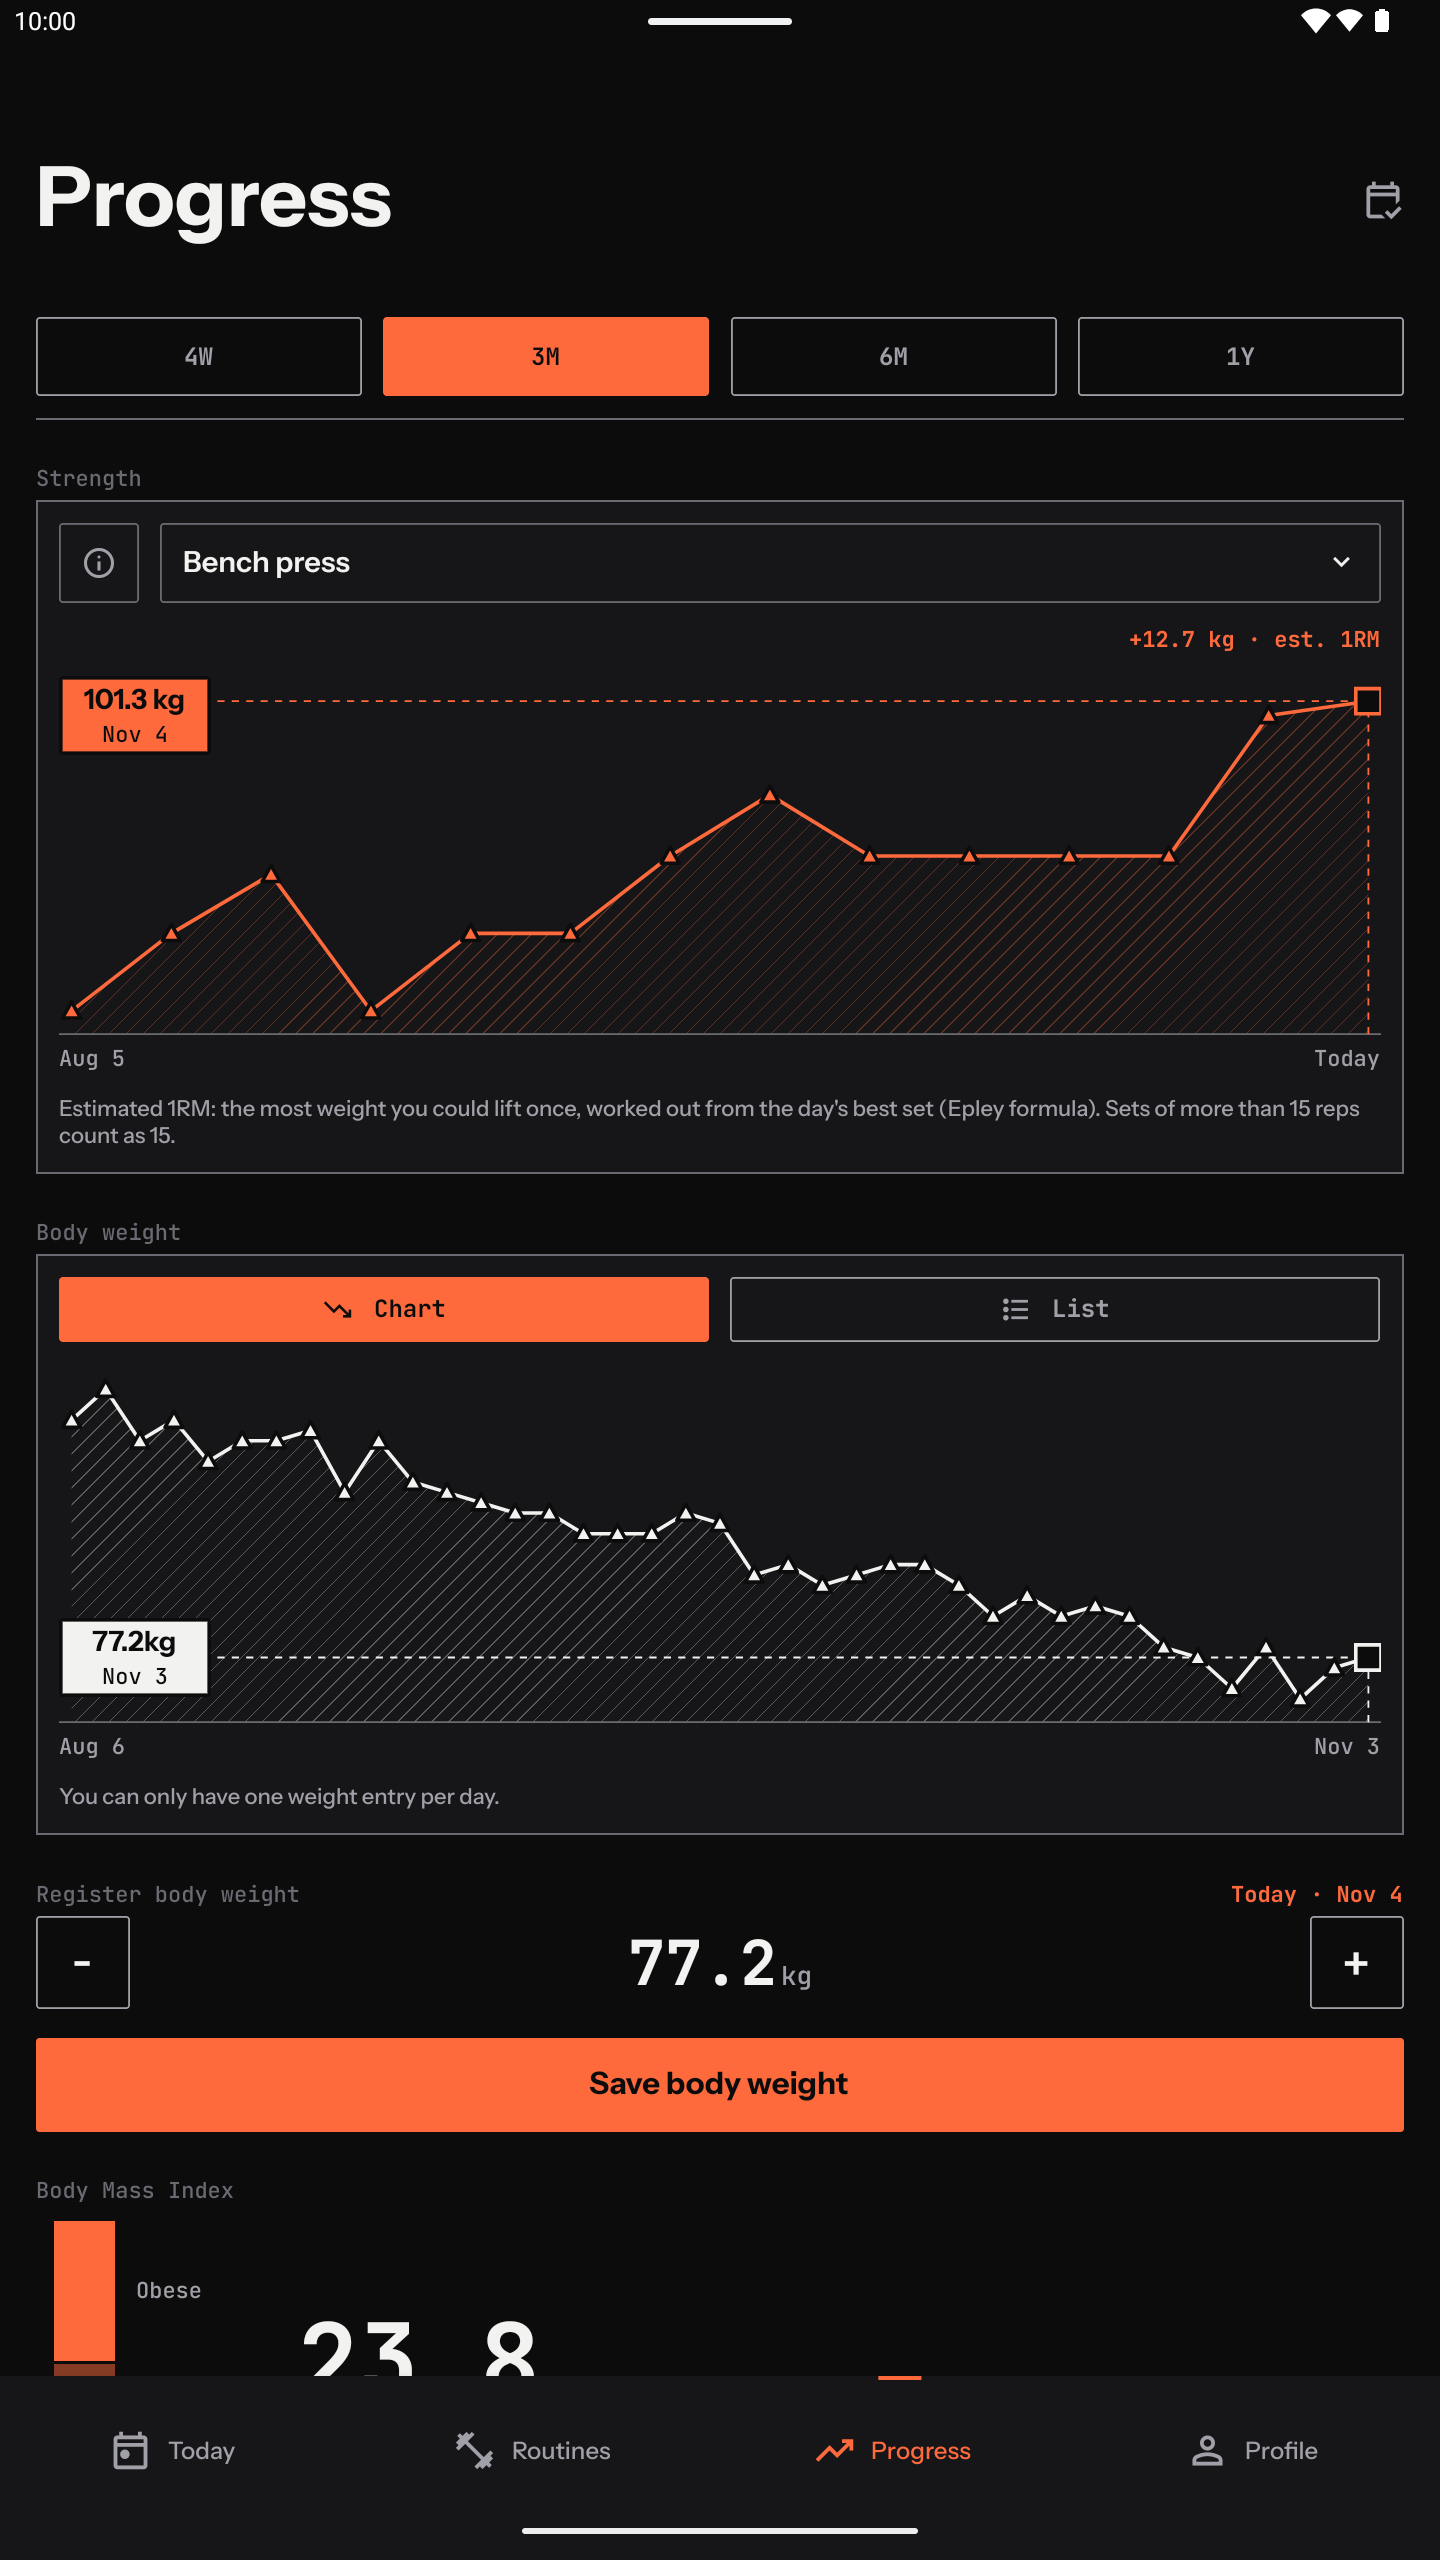 10:00
Progress
4W
3M
6M
1Y
Strength
Bench press
+12.7 kg · est. 1RM
101.3 kg
Nov 4
Aug 5
Today
Estimated 1RM: the most weight you could lift once, worked out from the day's best set (Epley formula). Sets of more than 15 reps
count as 15.
Body weight
Chart
List
77.2kg
Nov 3
Aug 6
Nov 3
You can only have one weight entry per day.
Register body weight
Today · Nov 4
-
77.2kg
+
Save body weight
Body Mass Index
Obese
23.8
Today
Routines
Progress
Profile